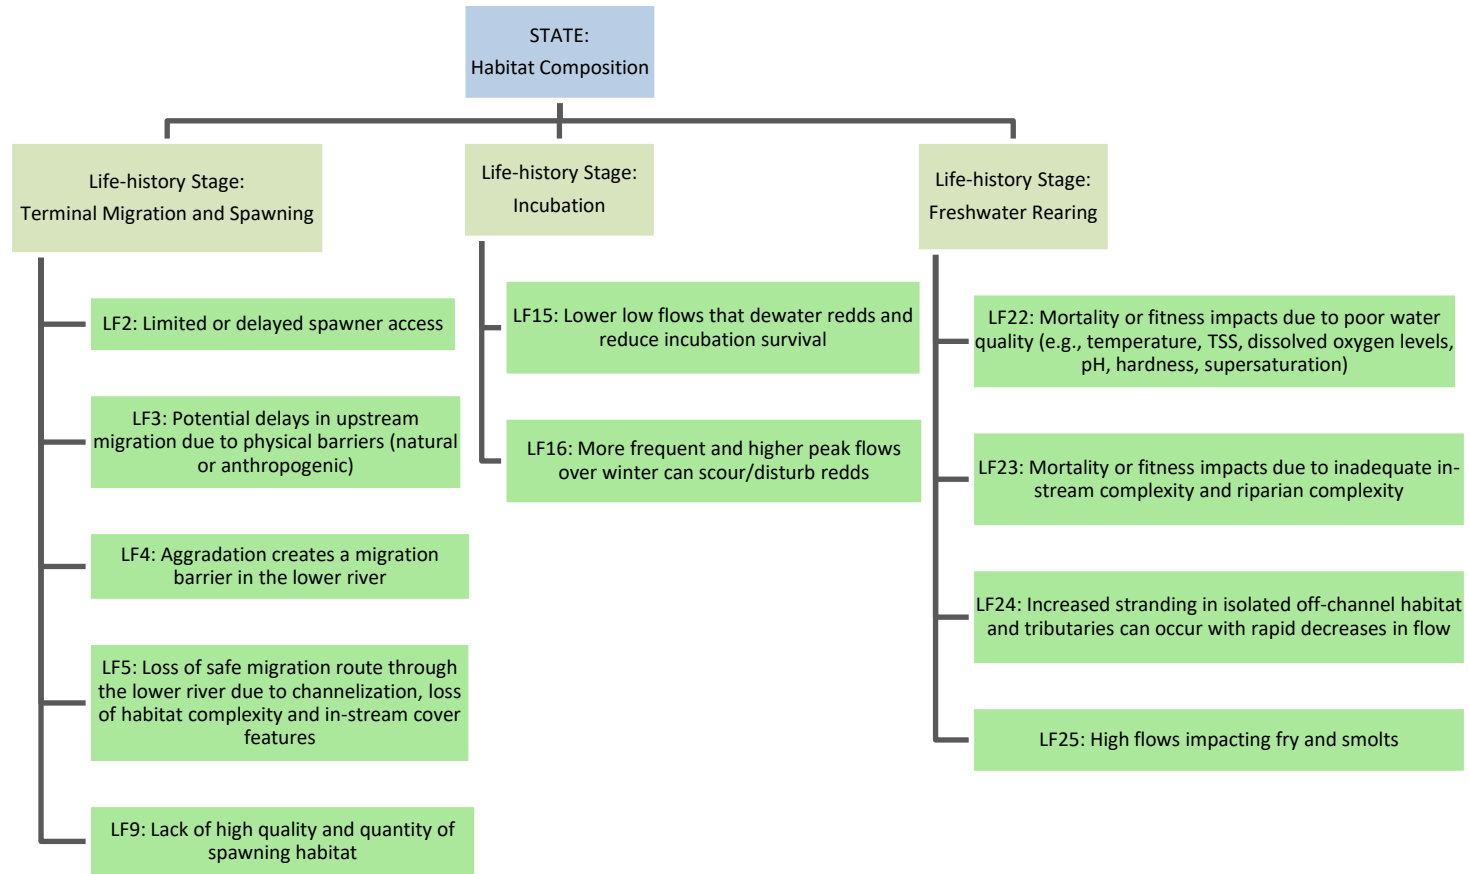 STATE:
Habitat Composition
Life-history Stage:
Terminal Migration and Spawning
LF2: Limited or delayed spawner access
LF3: Potential delays in upstream
migration due to physical barriers (natural
or anthropogenic)
LF4: Aggradation creates a migration
barrier in the lower river
LF5: Loss of safe migration route through
the lower river due to channelization, loss
of habitat complexity and in-stream cover
features
LF9: Lack of high quality and quantity of
spawning habitat
Life-history Stage:
Incubation
LF15: Lower low flows that dewater redds and
reduce incubation survival
LF16: More frequent and higher peak flows
over winter can scour/disturb redds
Life-history Stage:
Freshwater Rearing
LF22: Mortality or fitness impacts due to poor water
quality (e.g., temperature, TSS, dissolved oxygen levels,
pH, hardness, supersaturation)
LF23: Mortality or fitness impacts due to inadequate in-
stream complexity and riparian complexity
LF24: Increased stranding in isolated off-channel habitat
and tributaries can occur with rapid decreases in flow
LF25: High flows impacting fry and smolts